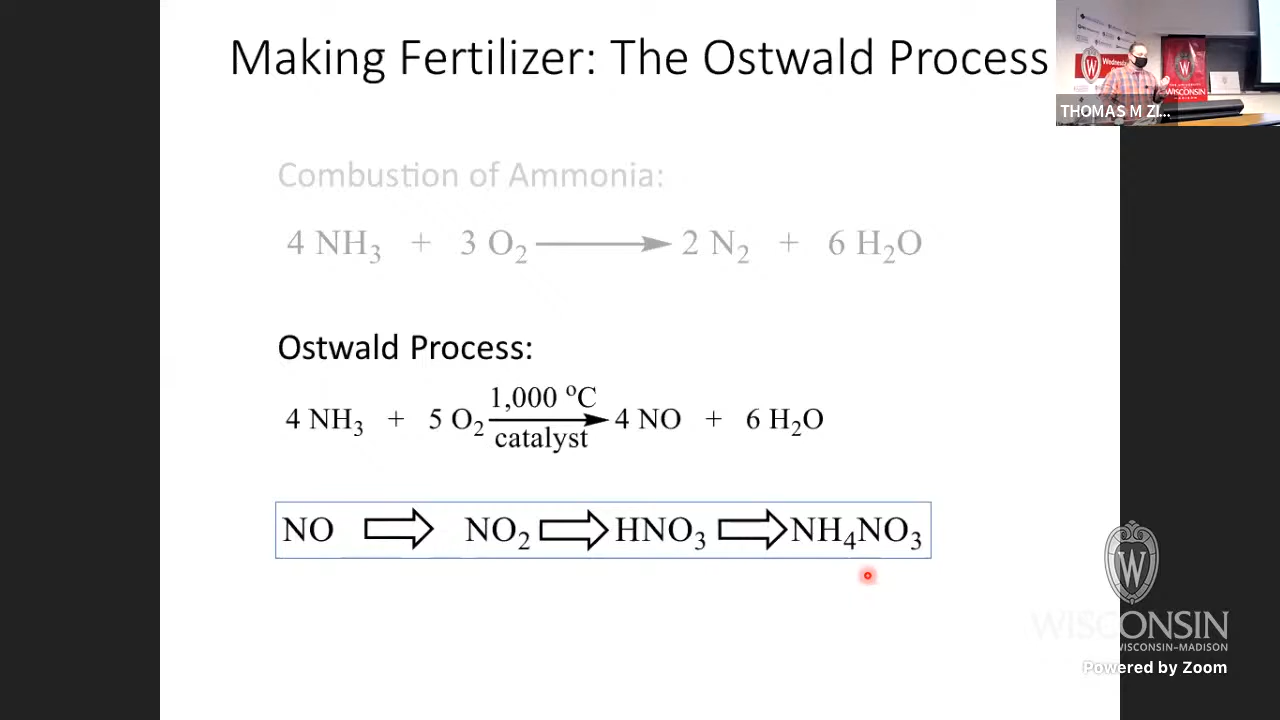 Making Fertilizer: The Ostwald Process
W
Wednesd
WISCONSIN
THOMAS M ZI...
Combustion of Ammonia:
4 NH₃ + 3 O₂ ⟶ 2 N₂ + 6 H₂O
Ostwald Process:
1,000 °C
4 NH₃ + 5 O₂ ⟶ 4 NO + 6 H₂O
catalyst
NO ⇨ NO₂ ⇨ HNO₃ ⇨ NH₄NO₃
W
WISCONSIN
WISCONSIN–MADISON
Powered by Zoom